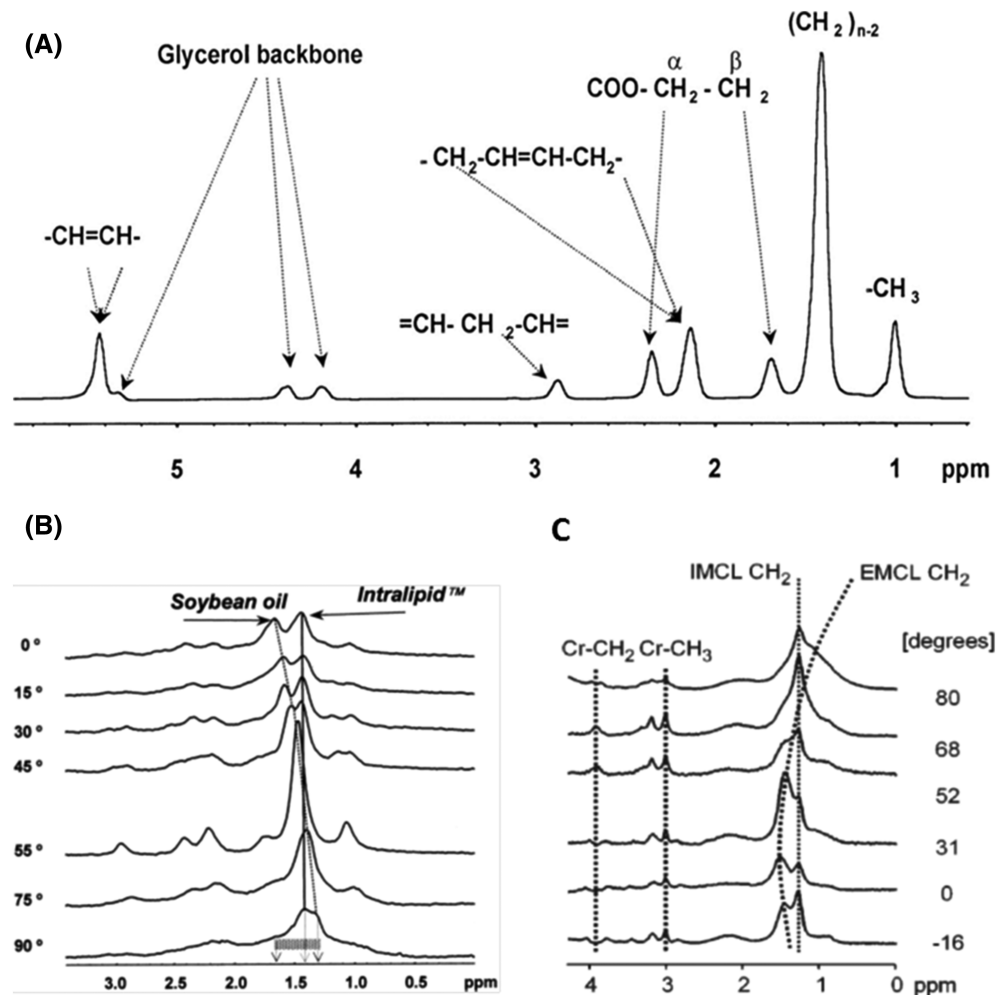 (A)
(CH2)n-2
Glycerol backbone
α β
COO- CH2 - CH2
- CH2-CH=CH-CH2-
-CH=CH-
-CH3
=CH- CH2-CH=
5 4 3 2 1 ppm
(B)
Soybean oil
Intralipid™
0 º
15 º
30 º
45 º
55 º
75 º
90 º
3.0 2.5 2.0 1.5 1.0 0.5 ppm
C
IMCL CH2
EMCL CH2
Cr-CH2 Cr-CH3
[degrees]
80
68
52
31
0
-16
4 3 2 1 0
ppm